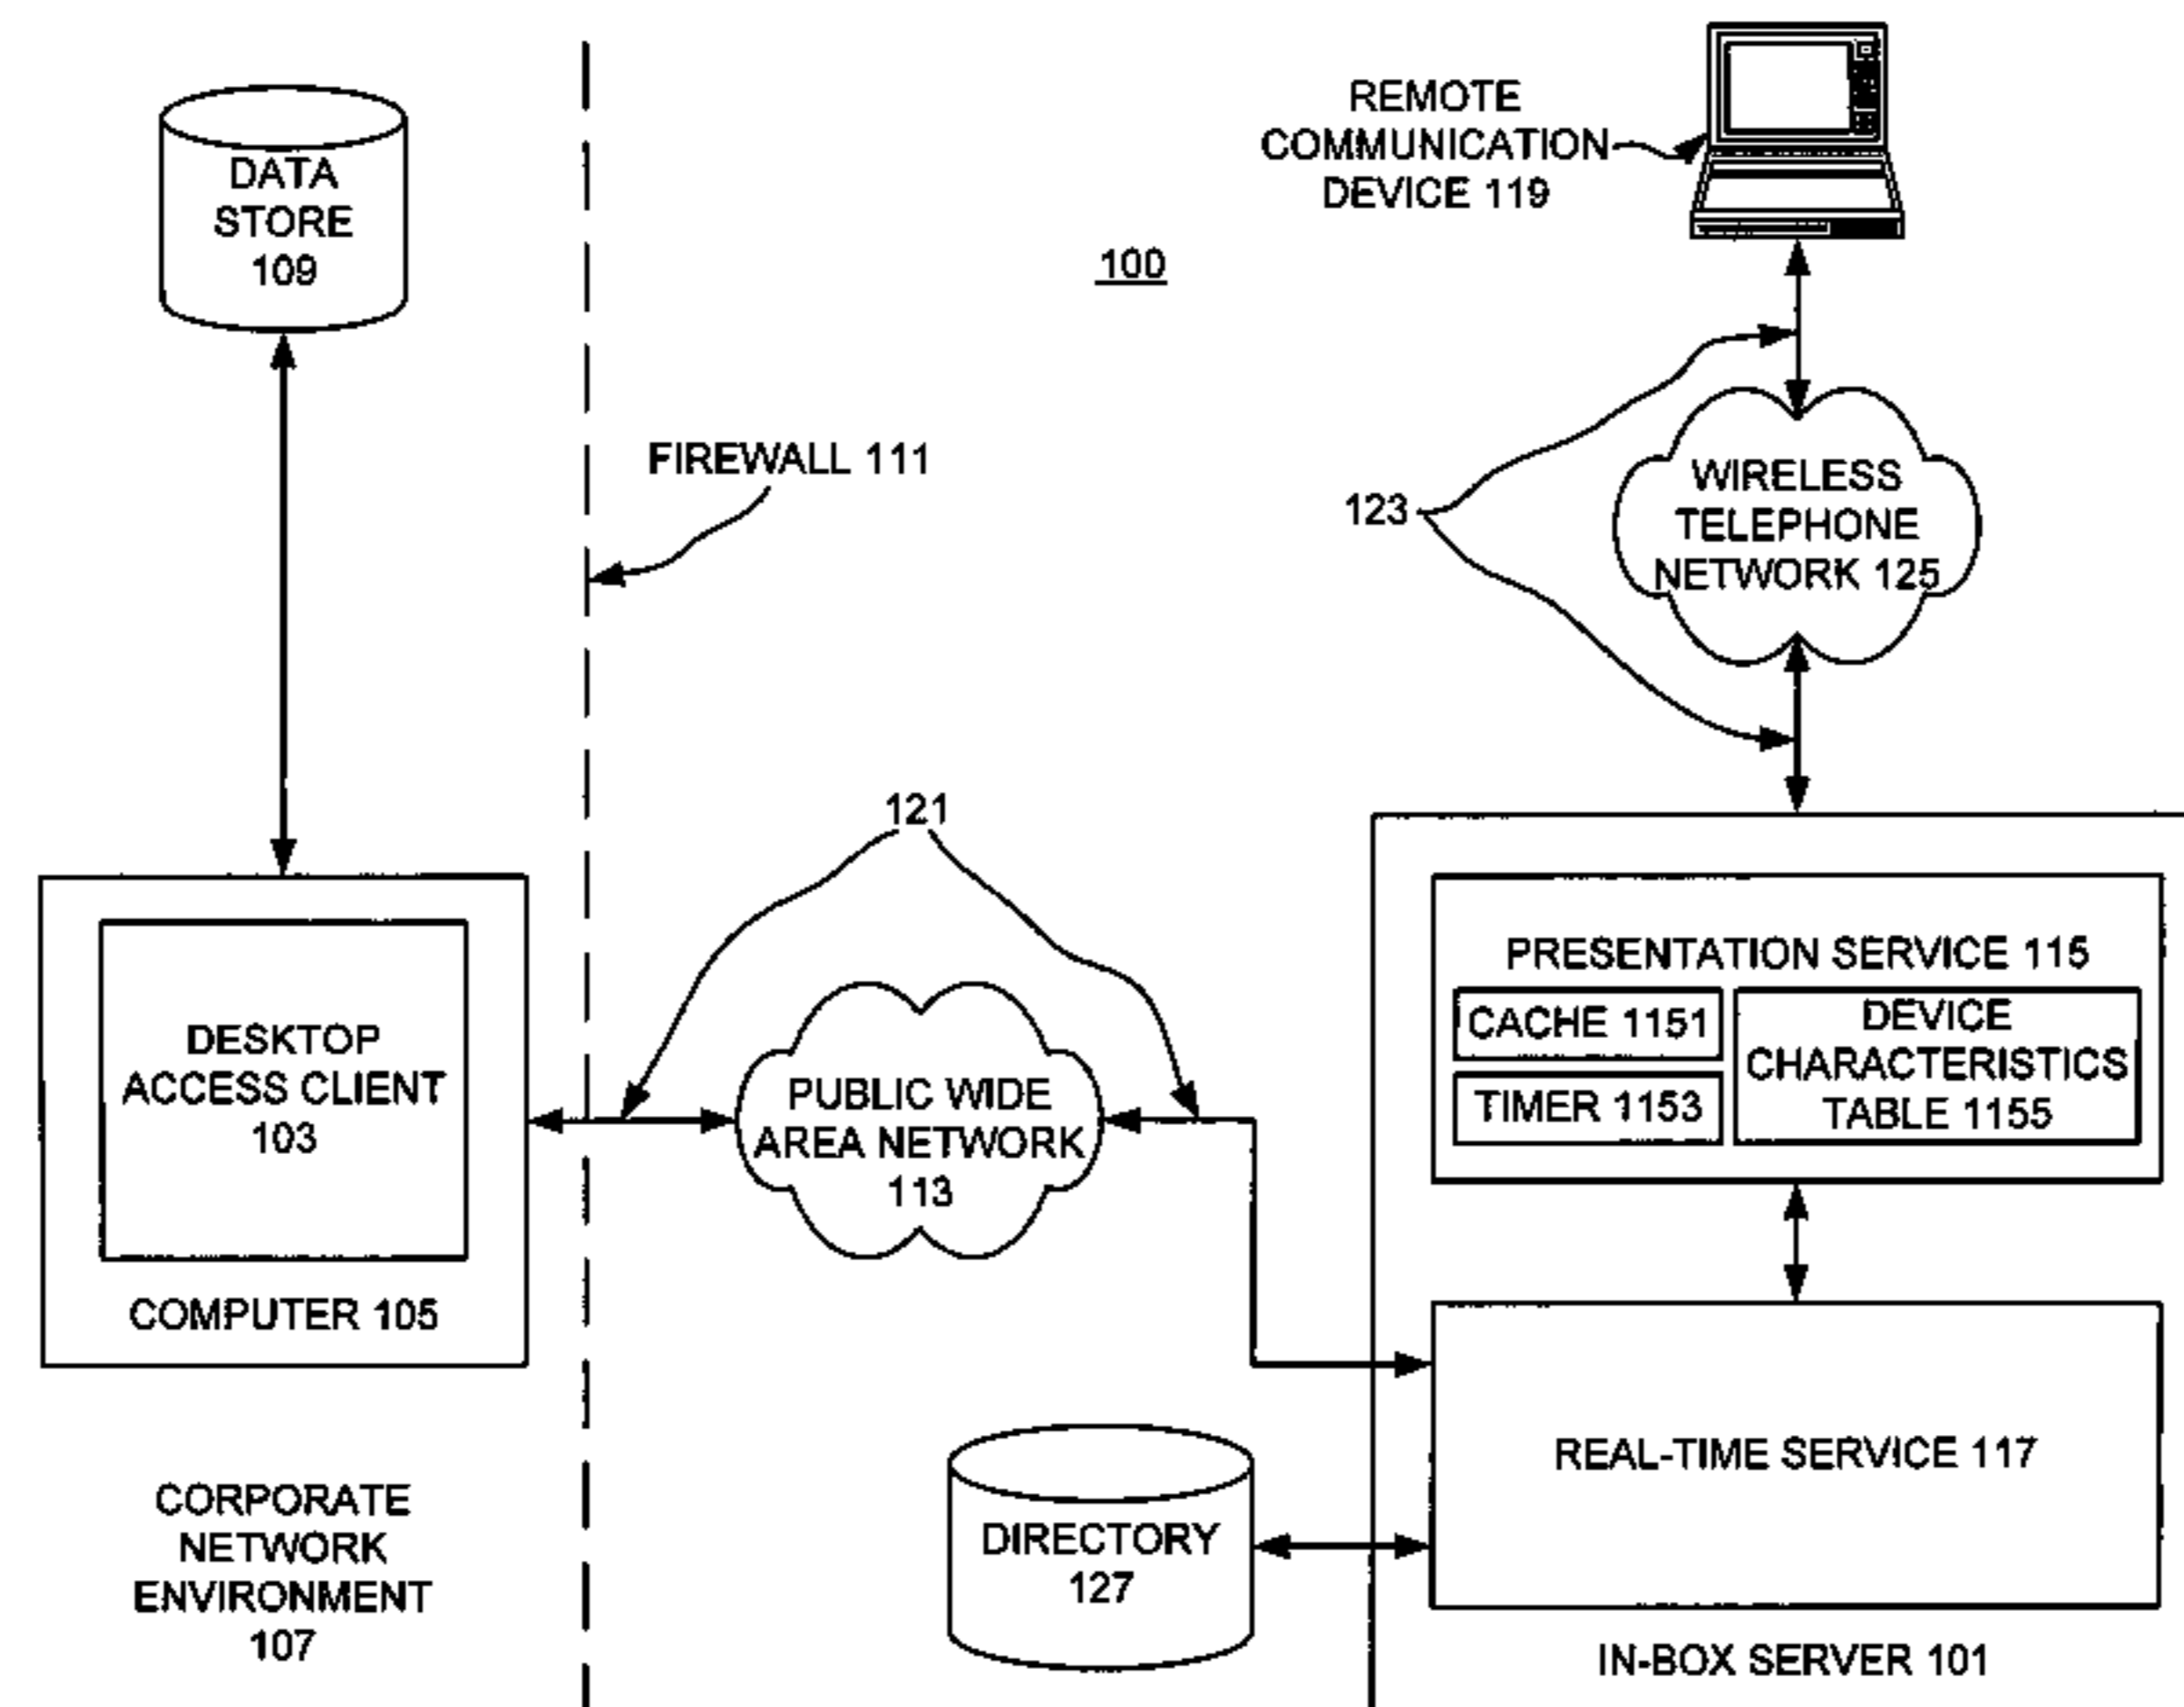 DATA
STORE
109
REMOTE
COMMUNICATION
DEVICE 119
100
FIREWALL 111
123
WIRELESS
TELEPHONE
NETWORK 125
121
DESKTOP
ACCESS CLIENT
103
COMPUTER 105
PUBLIC WIDE
AREA NETWORK
113
PRESENTATION SERVICE 115
CACHE 1151
TIMER 1153
DEVICE
CHARACTERISTICS
TABLE 1155
REAL-TIME SERVICE 117
DIRECTORY
127
CORPORATE
NETWORK
ENVIRONMENT
107
IN-BOX SERVER 101